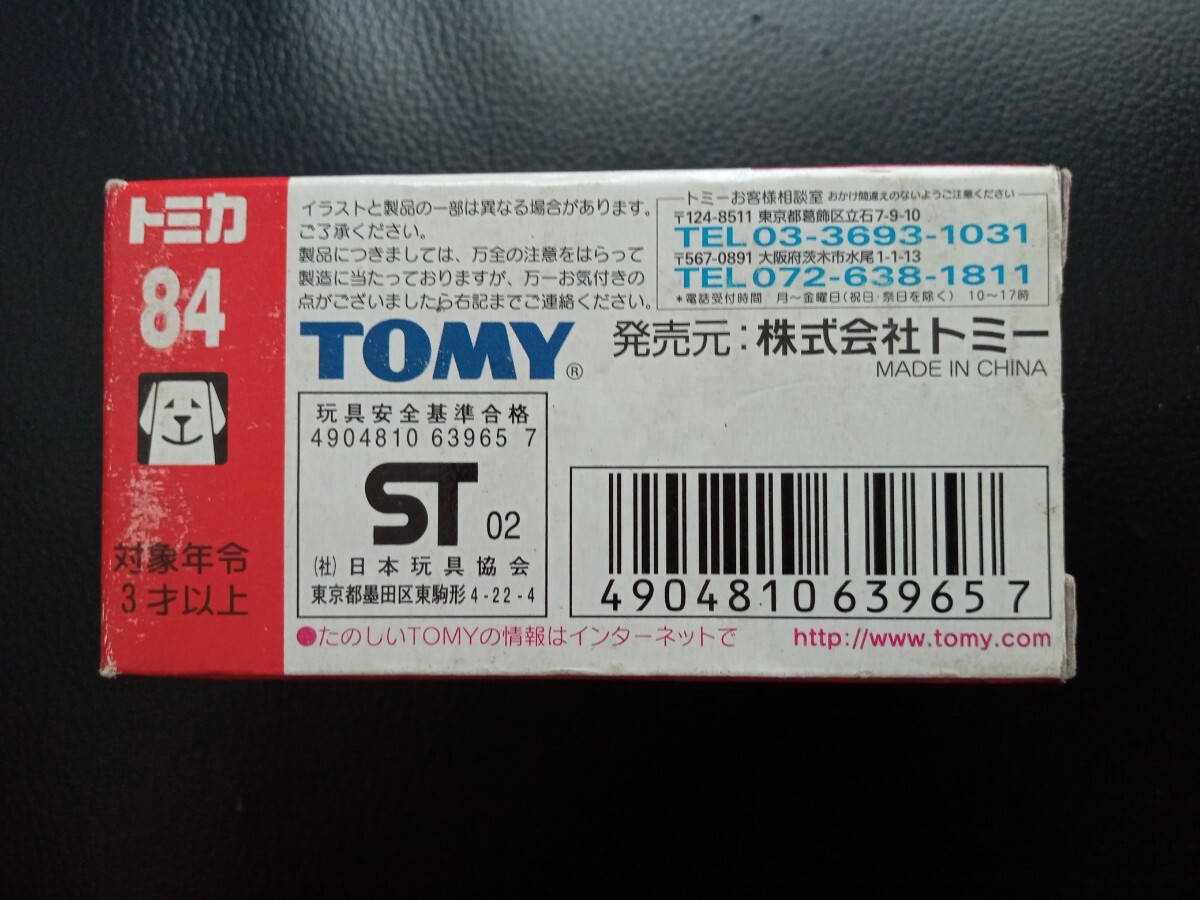 トミカ
84
対象年令
3才以上
イラストと製品の一部は異なる場合があります。
ご了承ください。
製品につきましては、万全の注意をはらって
製造に当たっておりますが、万一お気付きの
点がございましたら右記までご連絡ください。
トミーお客様相談室 おかけ間違えのないようご注意ください
〒124-8511 東京都葛飾区立石7-9-10
TEL 03-3693-1031
〒567-0891 大阪府茨木市水尾1-1-13
TEL 072-638-1811
*電話受付時間 月〜金曜日(祝日・祭日を除く) 10〜17時
TOMY®
発売元:株式会社トミー
MADE IN CHINA
玩具安全基準合格
4904810 63965 7
ST 02
(社)日本玩具協会
東京都墨田区東駒形4-22-4
4904810639657
●たのしいTOMYの情報はインターネットで http://www.tomy.com